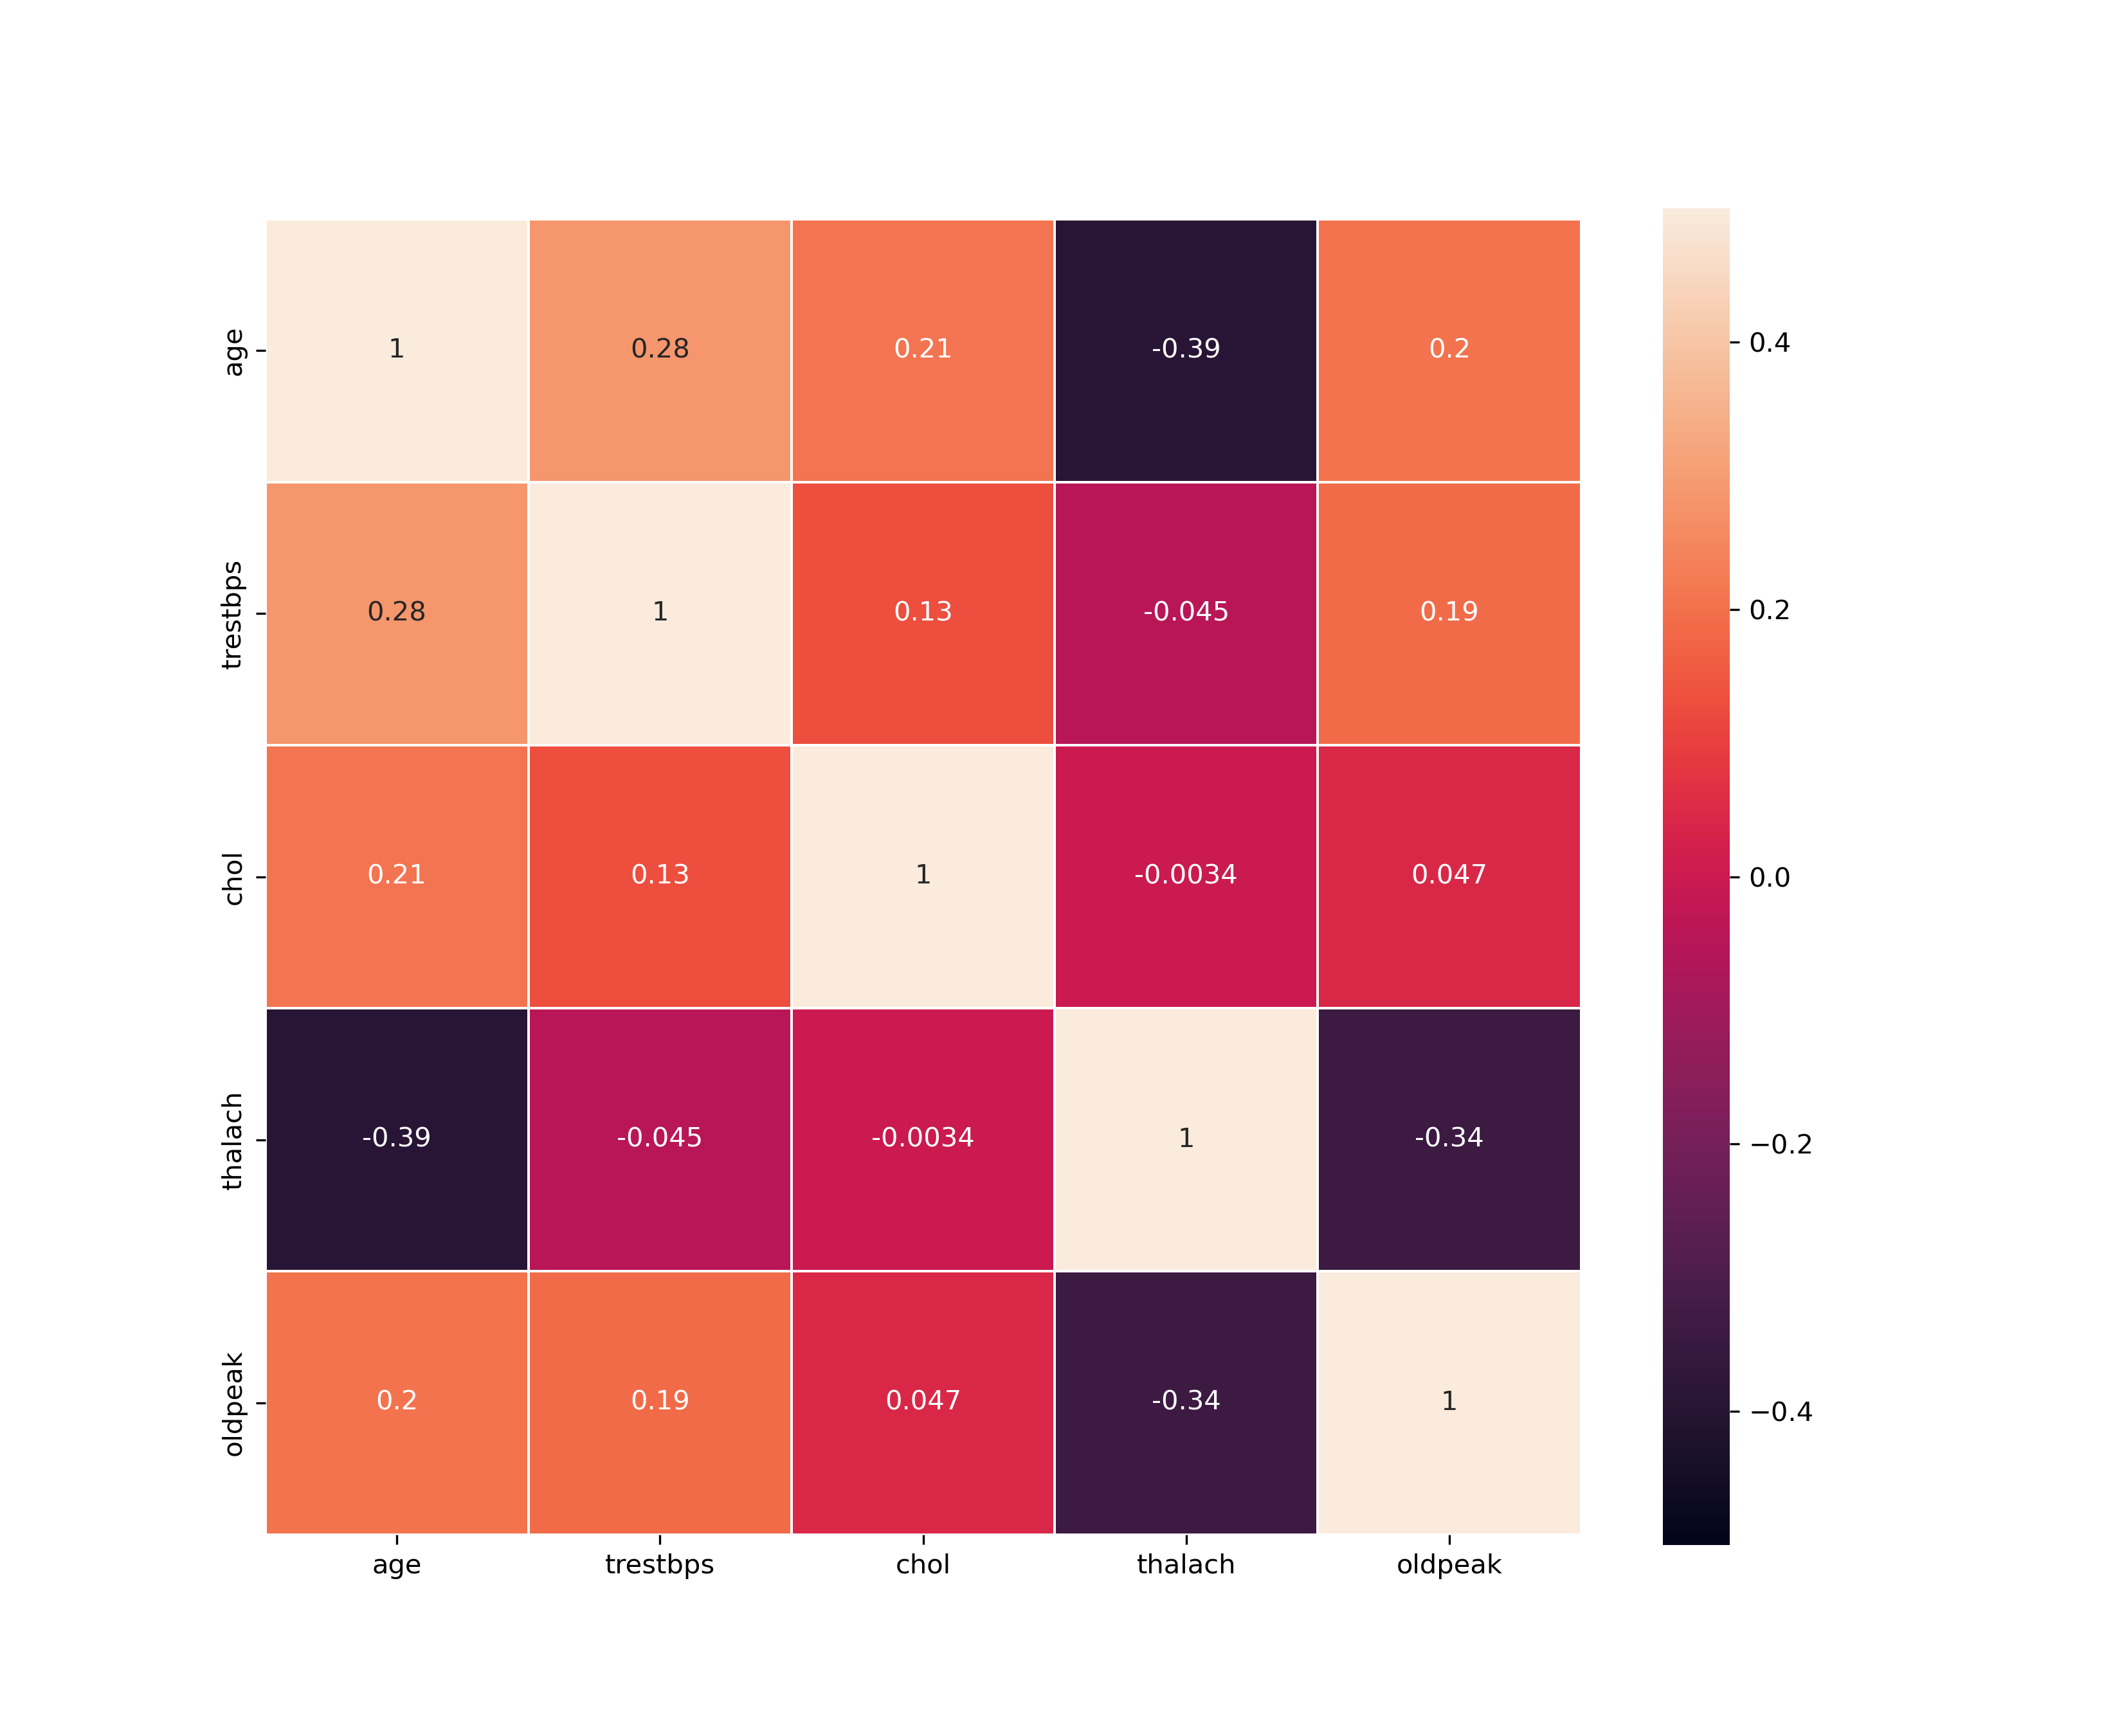 age 1 0.28 0.21 -0.39 0.2
trestbps 0.28 1 0.13 -0.045 0.19
chol 0.21 0.13 1 -0.0034 0.047
thalach -0.39 -0.045 -0.0034 1 -0.34
oldpeak 0.2 0.19 0.047 -0.34 1
age trestbps chol thalach oldpeak
0.4
0.2
0.0
−0.2
−0.4